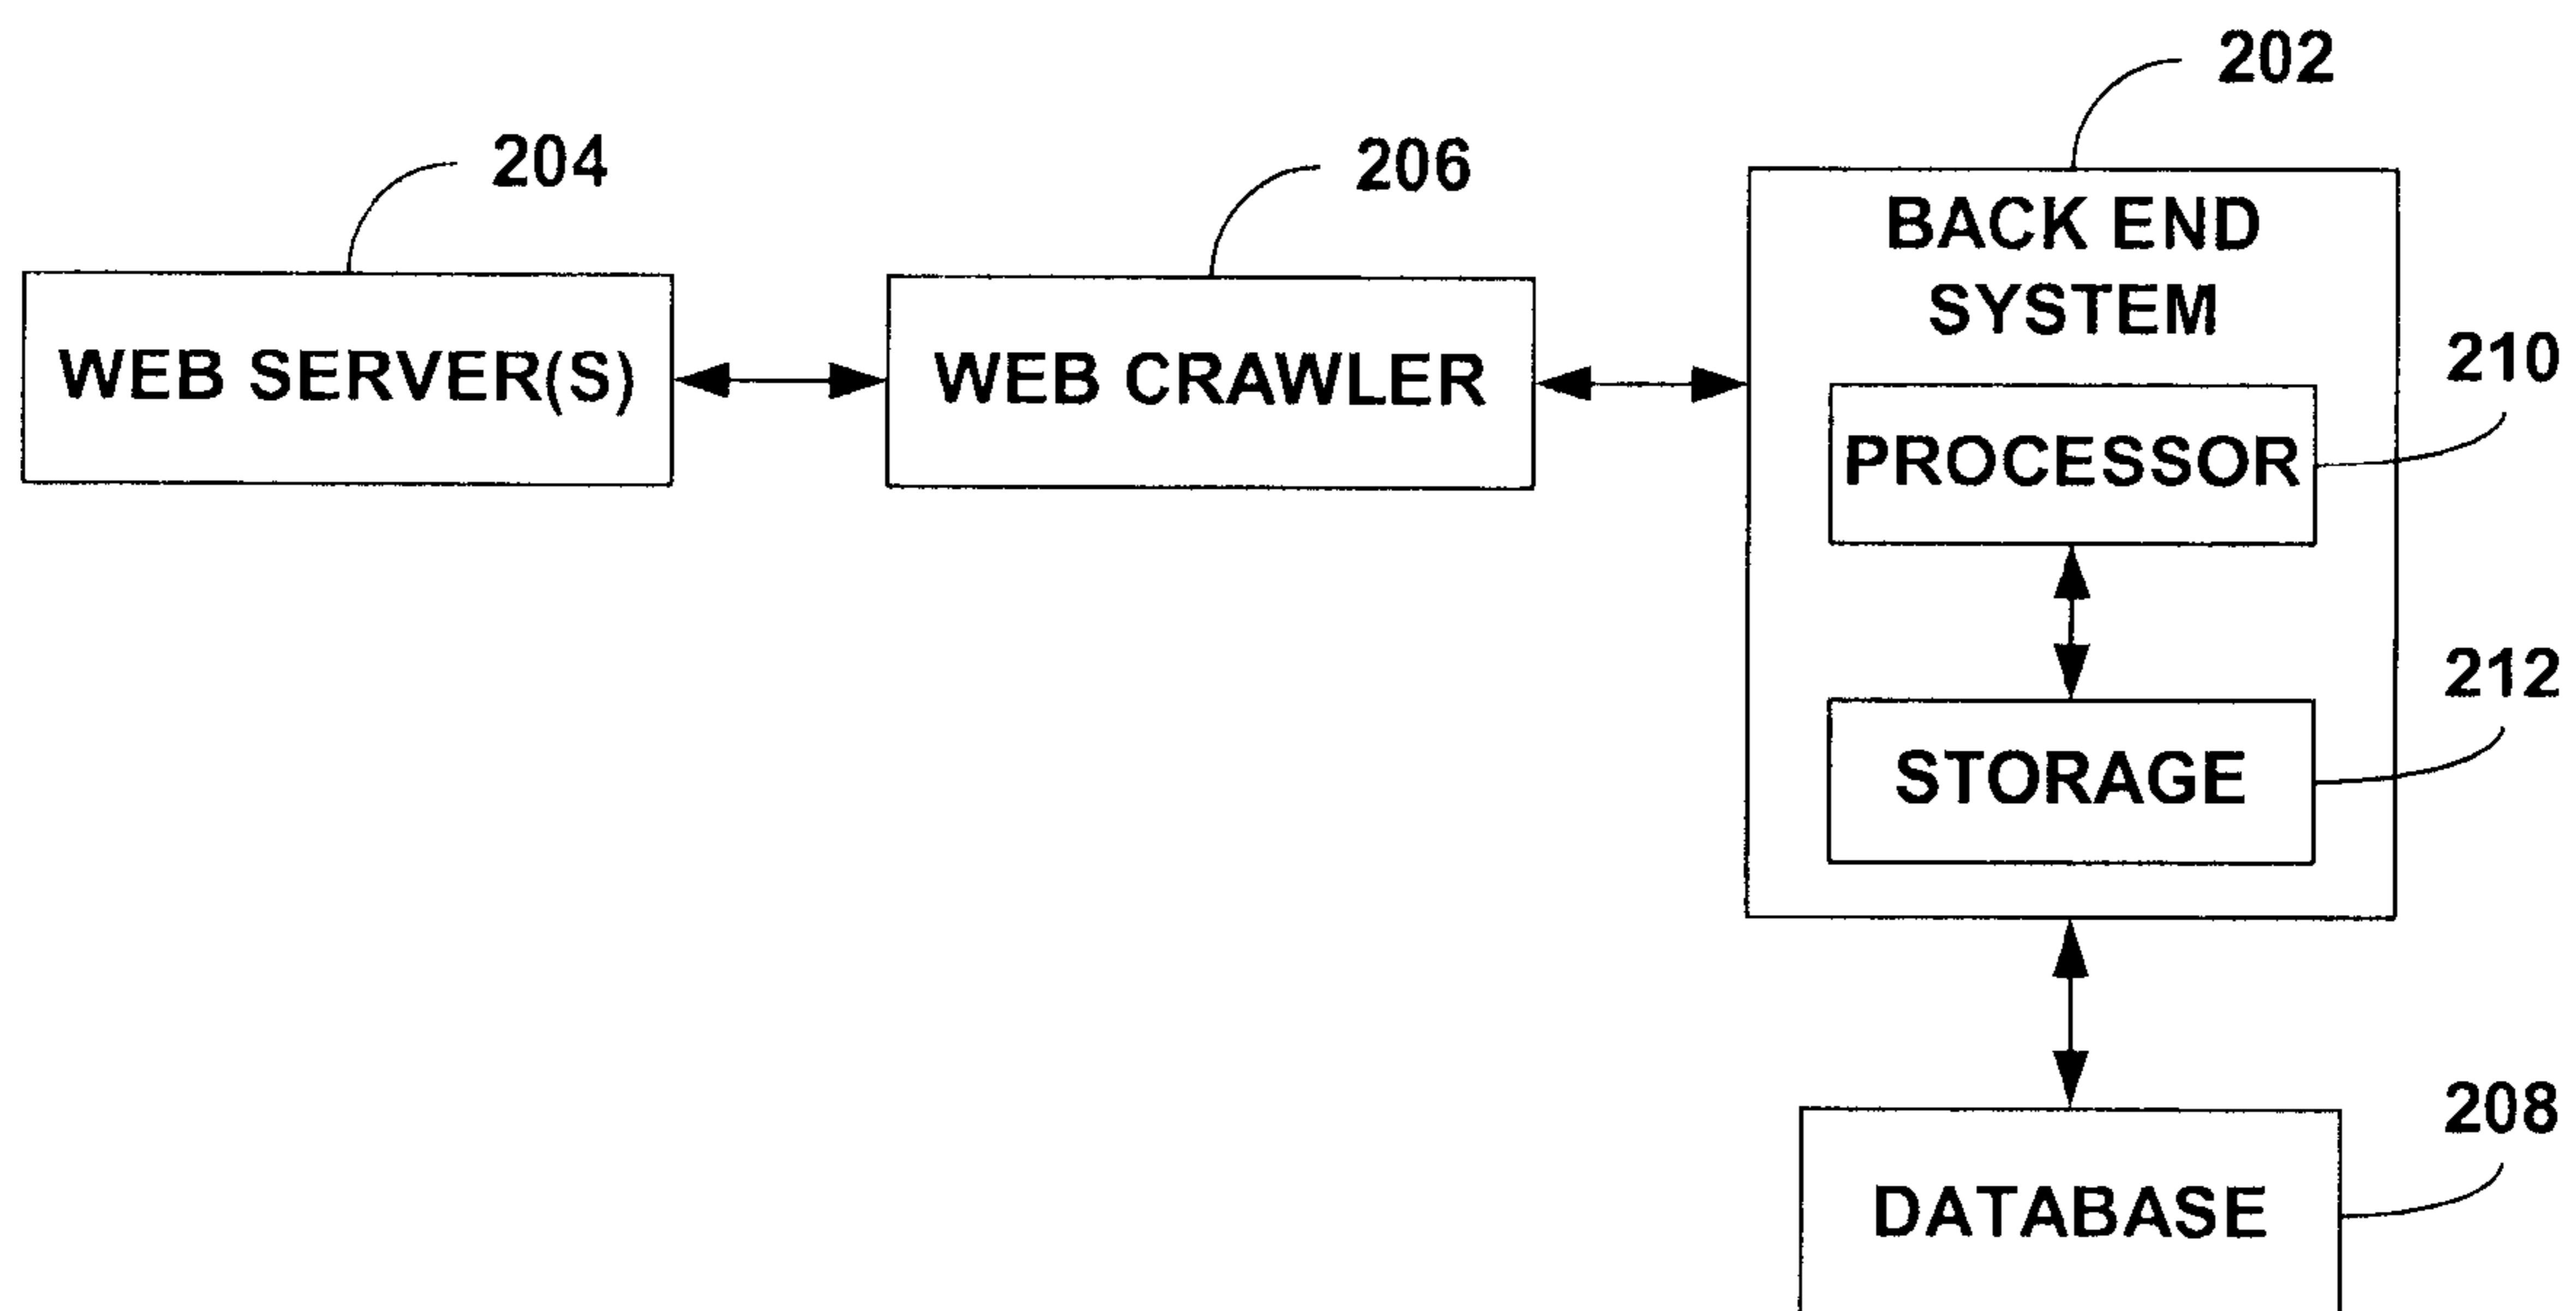 202
204
206
BACK END
SYSTEM
WEB SERVER(S)
WEB CRAWLER
210
PROCESSOR
212
STORAGE
208
DATABASE